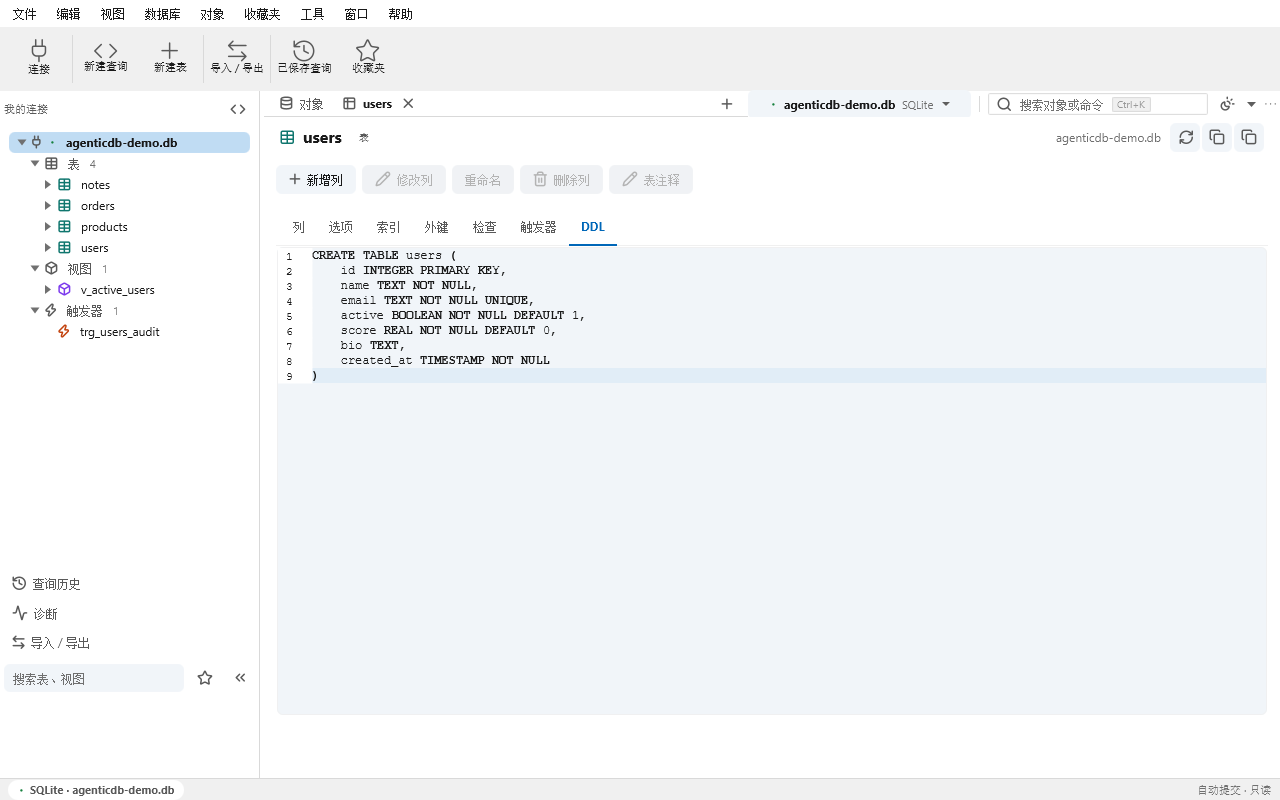 文件 编辑 视图 数据库 对象 收藏夹 工具 窗口 帮助
连接 新建查询 新建表 导入 / 导出 已保存查询 收藏夹
我的连接
agenticdb-demo.db
表 4
notes
orders
products
users
视图 1
v_active_users
触发器 1
trg_users_audit
查询历史
诊断
导入 / 导出
搜索表、视图
对象 users
agenticdb-demo.db SQLite
搜索对象或命令 Ctrl+K
users 表
agenticdb-demo.db
新增列 修改列 重命名 删除列 表注释
列 选项 索引 外键 检查 触发器 DDL
1 CREATE TABLE users (
2 id INTEGER PRIMARY KEY,
3 name TEXT NOT NULL,
4 email TEXT NOT NULL UNIQUE,
5 active BOOLEAN NOT NULL DEFAULT 1,
6 score REAL NOT NULL DEFAULT 0,
7 bio TEXT,
8 created_at TIMESTAMP NOT NULL
9 )
SQLite · agenticdb-demo.db
自动提交 · 只读